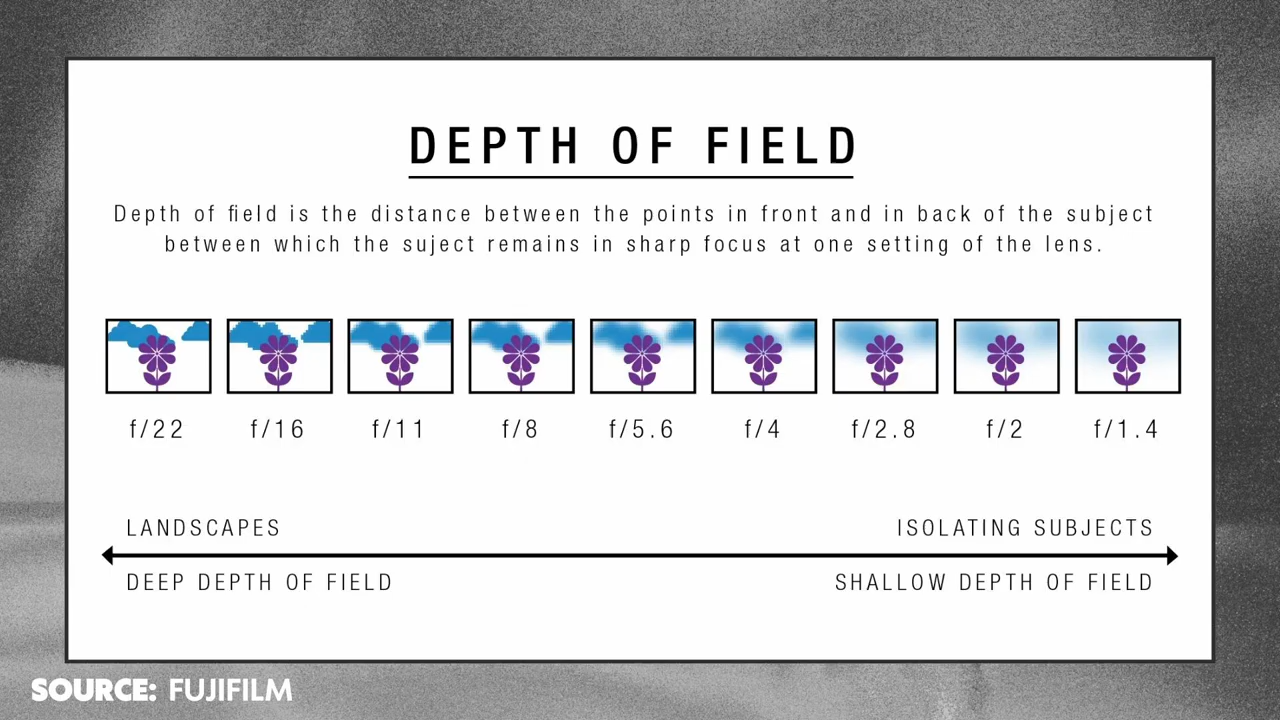 DEPTH OF FIELD
Depth of field is the distance between the points in front and in back of the subject
between which the suject remains in sharp focus at one setting of the lens.
f/22 f/16 f/11 f/8 f/5.6 f/4 f/2.8 f/2 f/1.4
LANDSCAPES ISOLATING SUBJECTS
DEEP DEPTH OF FIELD SHALLOW DEPTH OF FIELD
SOURCE: FUJIFILM